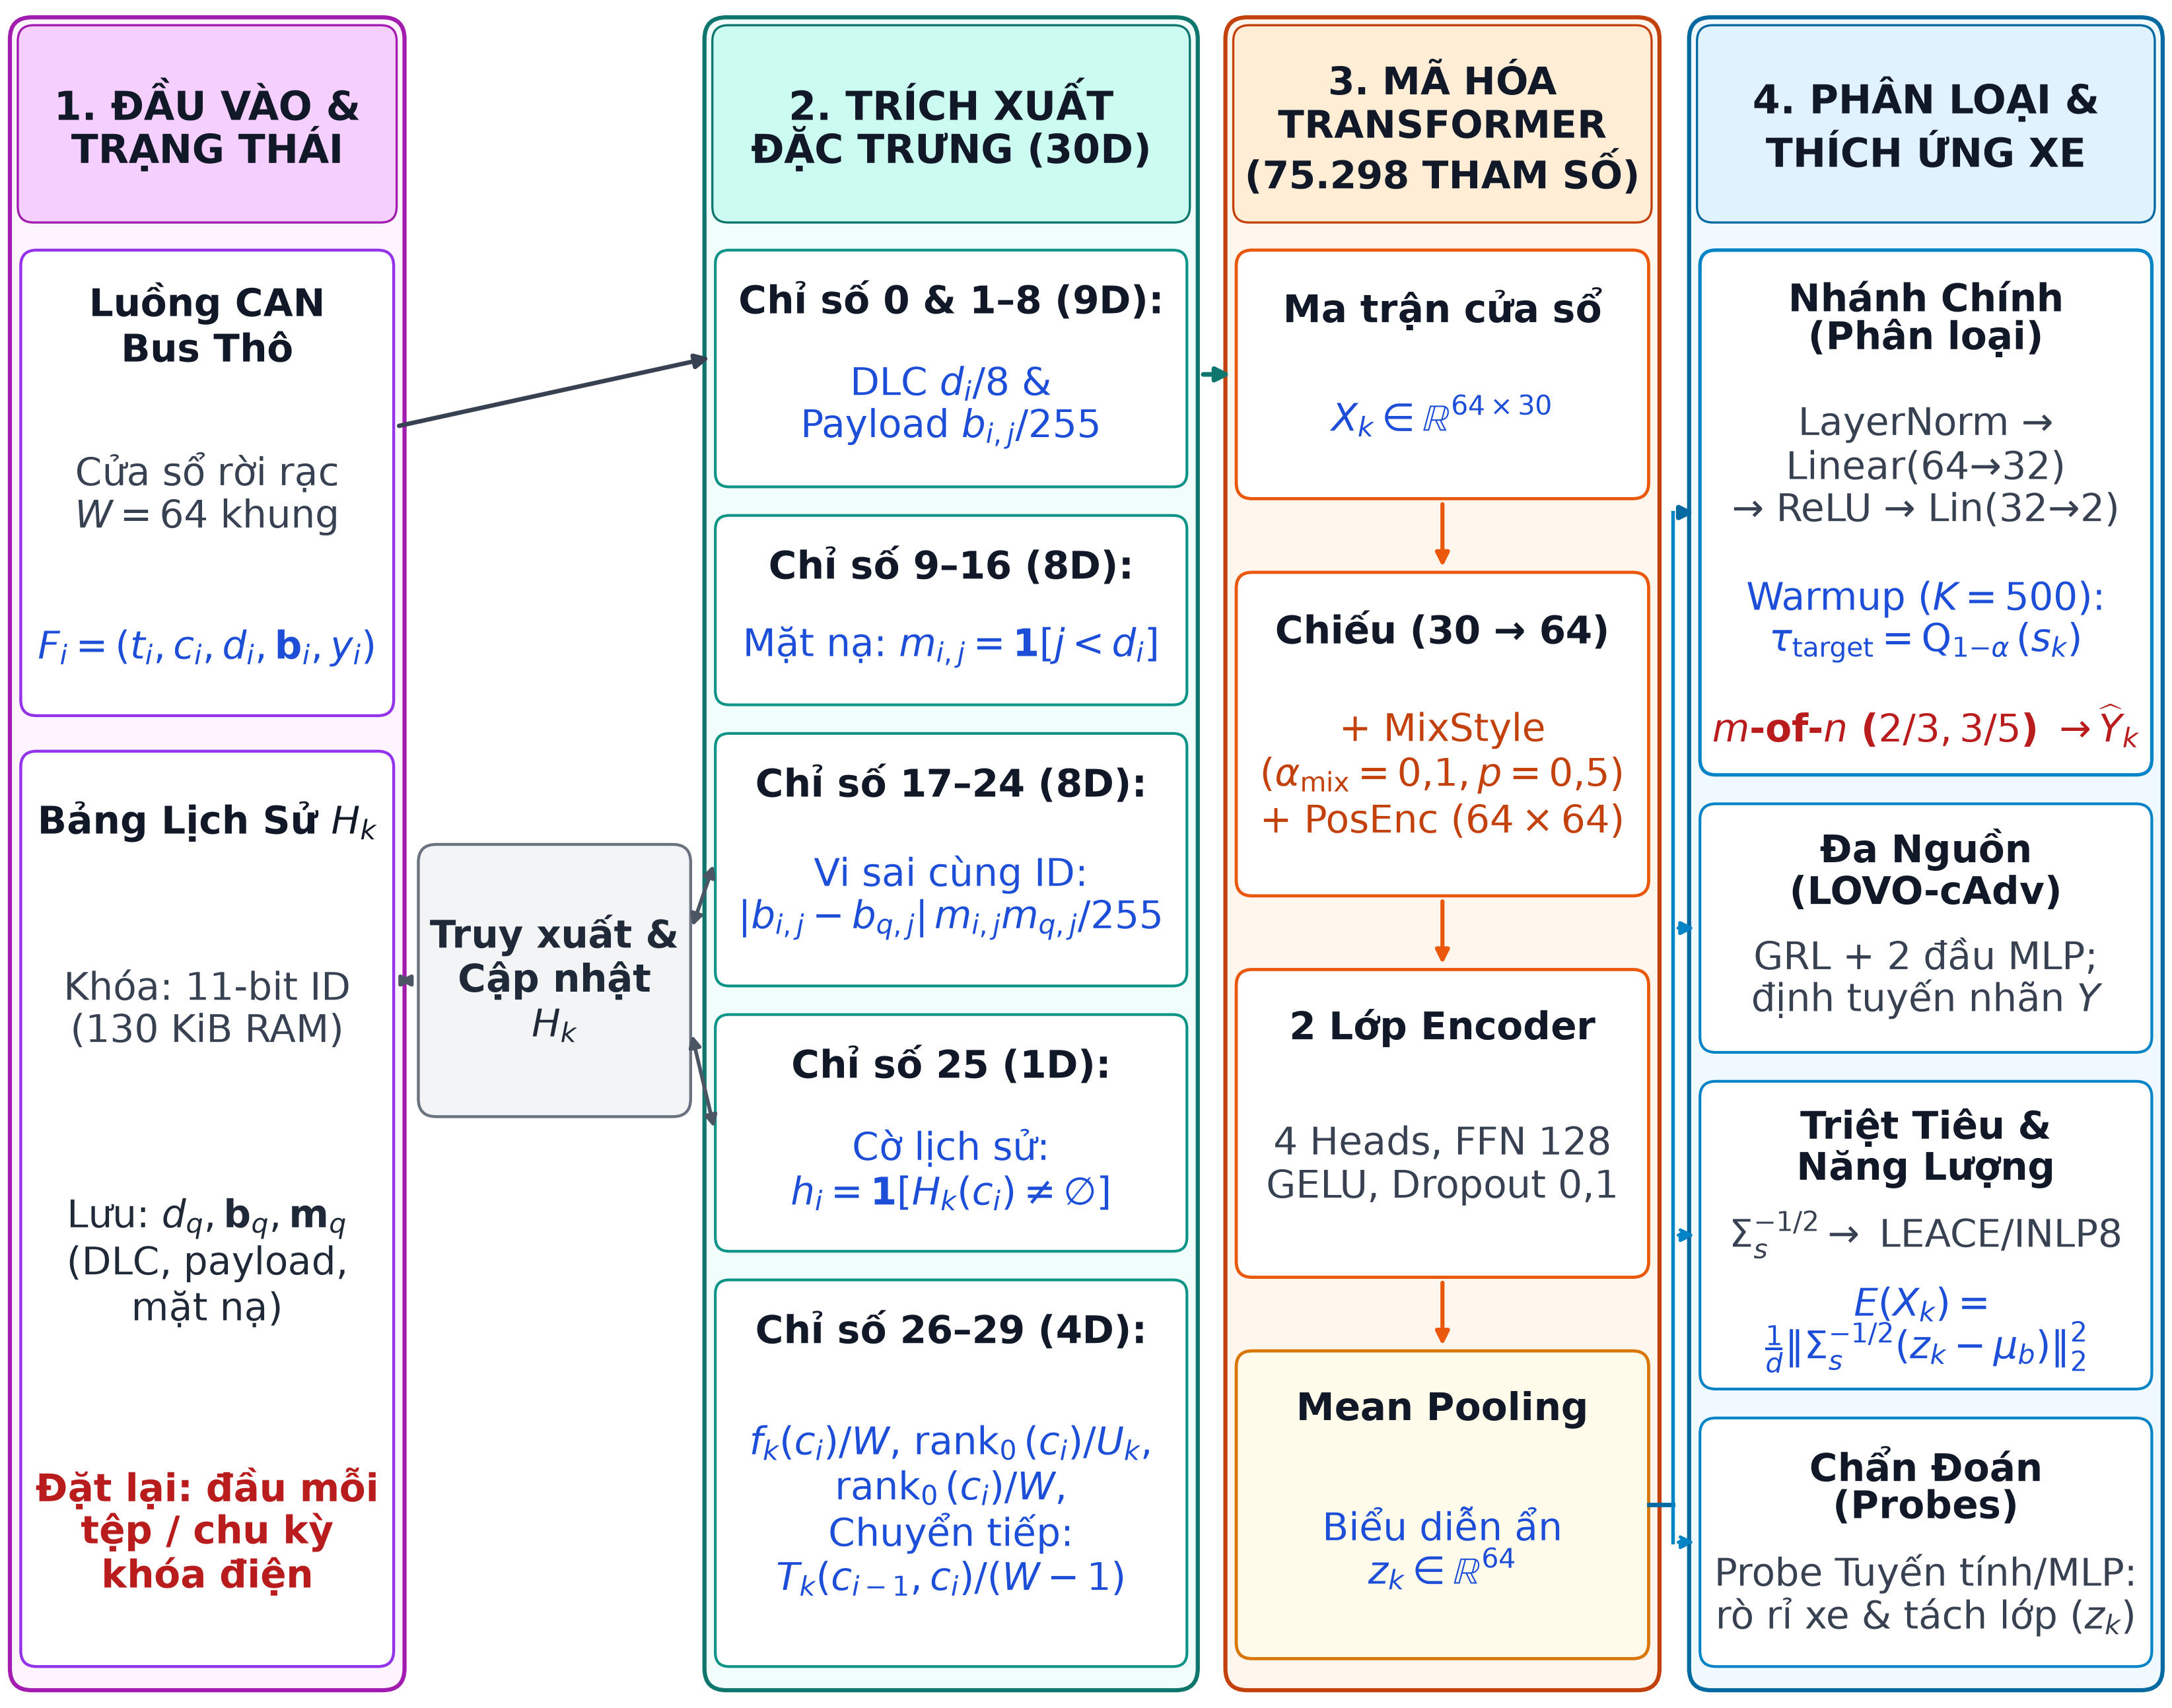 1. ĐẦU VÀO &
TRẠNG THÁI
Luồng CAN
Bus Thô
Cửa sổ rời rạc
W = 64 khung
F_i = (t_i, c_i, d_i, b_i, y_i)
Bảng Lịch Sử H_k
Khóa: 11-bit ID
(130 KiB RAM)
Lưu: d_q, b_q, m_q
(DLC, payload,
mặt nạ)
Đặt lại: đầu mỗi
tệp / chu kỳ
khóa điện
Truy xuất &
Cập nhật
H_k
2. TRÍCH XUẤT
ĐẶC TRƯNG (30D)
Chỉ số 0 & 1–8 (9D):
DLC d_i/8 &
Payload b_{i,j}/255
Chỉ số 9–16 (8D):
Mặt nạ: m_{i,j} = 1[j < d_i]
Chỉ số 17–24 (8D):
Vi sai cùng ID:
|b_{i,j} − b_{q,j}| m_{i,j}m_{q,j}/255
Chỉ số 25 (1D):
Cờ lịch sử:
h_i = 1[H_k(c_i) ≠ ∅]
Chỉ số 26–29 (4D):
f_k(c_i)/W, rank_0 (c_i)/U_k,
rank_0 (c_i)/W,
Chuyển tiếp:
T_k(c_{i−1}, c_i)/(W − 1)
3. MÃ HÓA
TRANSFORMER
(75.298 THAM SỐ)
Ma trận cửa sổ
X_k ∈ ℝ^{64×30}
Chiếu (30 → 64)
+ MixStyle
(α_mix = 0,1, p = 0,5)
+ PosEnc (64 × 64)
2 Lớp Encoder
4 Heads, FFN 128
GELU, Dropout 0,1
Mean Pooling
Biểu diễn ẩn
z_k ∈ ℝ^{64}
4. PHÂN LOẠI &
THÍCH ỨNG XE
Nhánh Chính
(Phân loại)
LayerNorm →
Linear(64→32)
→ ReLU → Lin(32→2)
Warmup (K = 500):
τ_target = Q_{1−α} (s_k)
m-of-n (2/3, 3/5) → Ŷ_k
Đa Nguồn
(LOVO-cAdv)
GRL + 2 đầu MLP;
định tuyến nhãn Y
Triệt Tiêu &
Năng Lượng
Σ_s^{−1/2} → LEACE/INLP8
E(X_k) =
1/d ‖Σ_s^{−1/2}(z_k − μ_b)‖_2^2
Chẩn Đoán
(Probes)
Probe Tuyến tính/MLP:
rò rỉ xe & tách lớp (z_k)